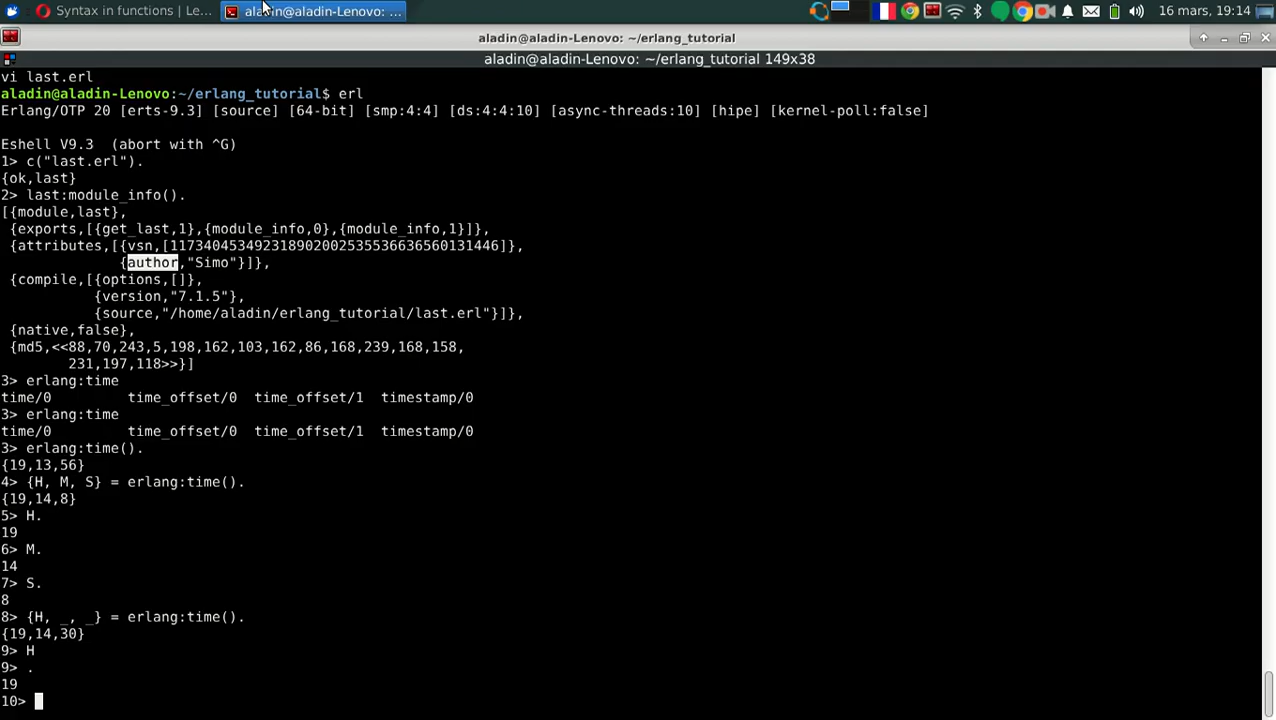 Syntax in functions | Le...
aladin@aladin-Lenovo: ...
16 mars, 19:14
aladin@aladin-Lenovo: ~/erlang_tutorial
aladin@aladin-Lenovo: ~/erlang_tutorial 149x38
vi last.erl
aladin@aladin-Lenovo:~/erlang_tutorial$ erl
Erlang/OTP 20 [erts-9.3] [source] [64-bit] [smp:4:4] [ds:4:4:10] [async-threads:10] [hipe] [kernel-poll:false]
Eshell V9.3  (abort with ^G)
1> c("last.erl").
{ok,last}
2> last:module_info().
[{module,last},
 {exports,[{get_last,1},{module_info,0},{module_info,1}]},
 {attributes,[{vsn,[117340453492318902002535536636560131446]},
              {author,"Simo"}]},
 {compile,[{options,[]},
           {version,"7.1.5"},
           {source,"/home/aladin/erlang_tutorial/last.erl"}]},
 {native,false},
 {md5,<<88,70,243,5,198,162,103,162,86,168,239,168,158,
        231,197,118>>}]
3> erlang:time
time/0         time_offset/0  time_offset/1  timestamp/0
3> erlang:time
time/0         time_offset/0  time_offset/1  timestamp/0
3> erlang:time().
{19,13,56}
4> {H, M, S} = erlang:time().
{19,14,8}
5> H.
19
6> M.
14
7> S.
8
8> {H, _, _} = erlang:time().
{19,14,30}
9> H
9> .
19
10>